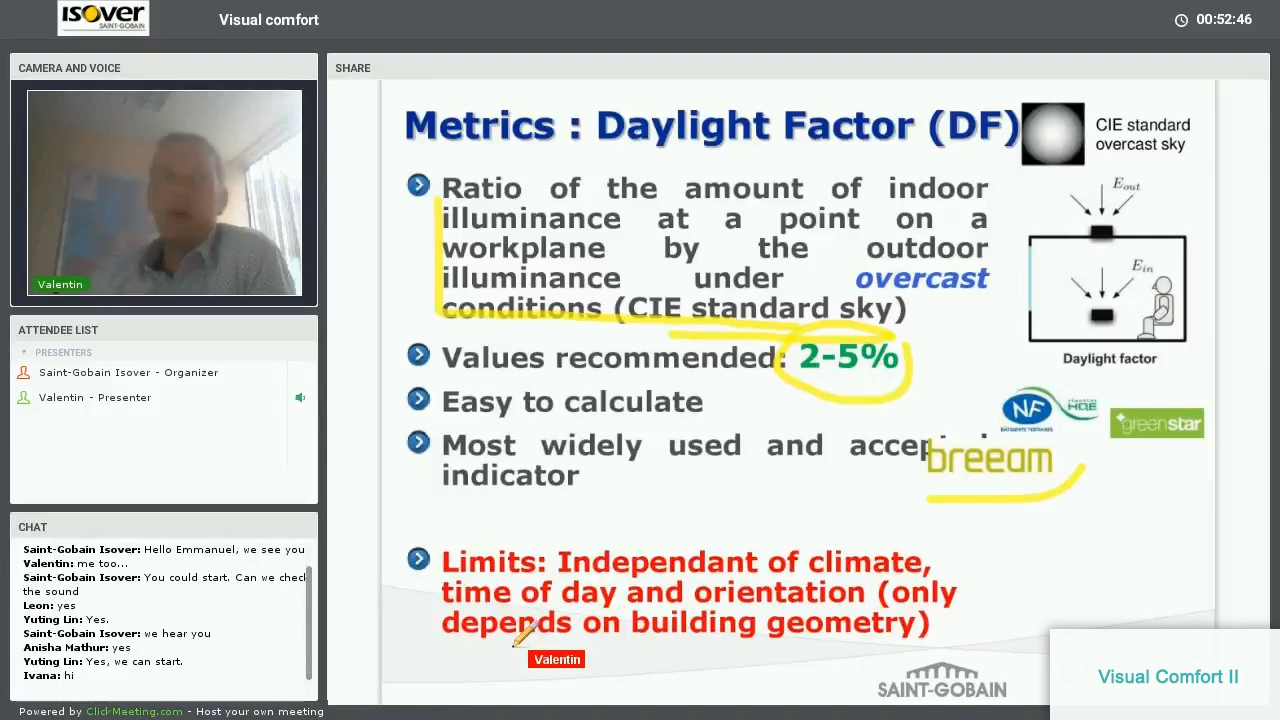 isover
SAINT-GOBAIN
Visual comfort
00:52:46
CAMERA AND VOICE
Valentin
ATTENDEE LIST
PRESENTERS
Saint-Gobain Isover - Organizer
Valentin - Presenter
CHAT
Saint-Gobain Isover: Hello Emmanuel, we see you
Valentin: me too...
Saint-Gobain Isover: You could start. Can we check
the sound
Leon: yes
Yuting Lin: Yes.
Saint-Gobain Isover: we hear you
Anisha Mathur: yes
Yuting Lin: Yes, we can start.
Ivana: hi
Powered by ClickMeeting.com - Host your own meeting
SHARE
Metrics : Daylight Factor (DF)
Ratio of the amount of indoor
illuminance at a point on a
workplane by the outdoor
illuminance under overcast
conditions (CIE standard sky)
Values recommended: 2-5%
Easy to calculate
Most widely used and accept
indicator
Limits: Independant of climate,
time of day and orientation (only
depends on building geometry)
Valentin
CIE standard
overcast sky
Eout
Ein
Daylight factor
NF
HQE
greenstar
breeam
SAINT-GOBAIN
Visual Comfort II